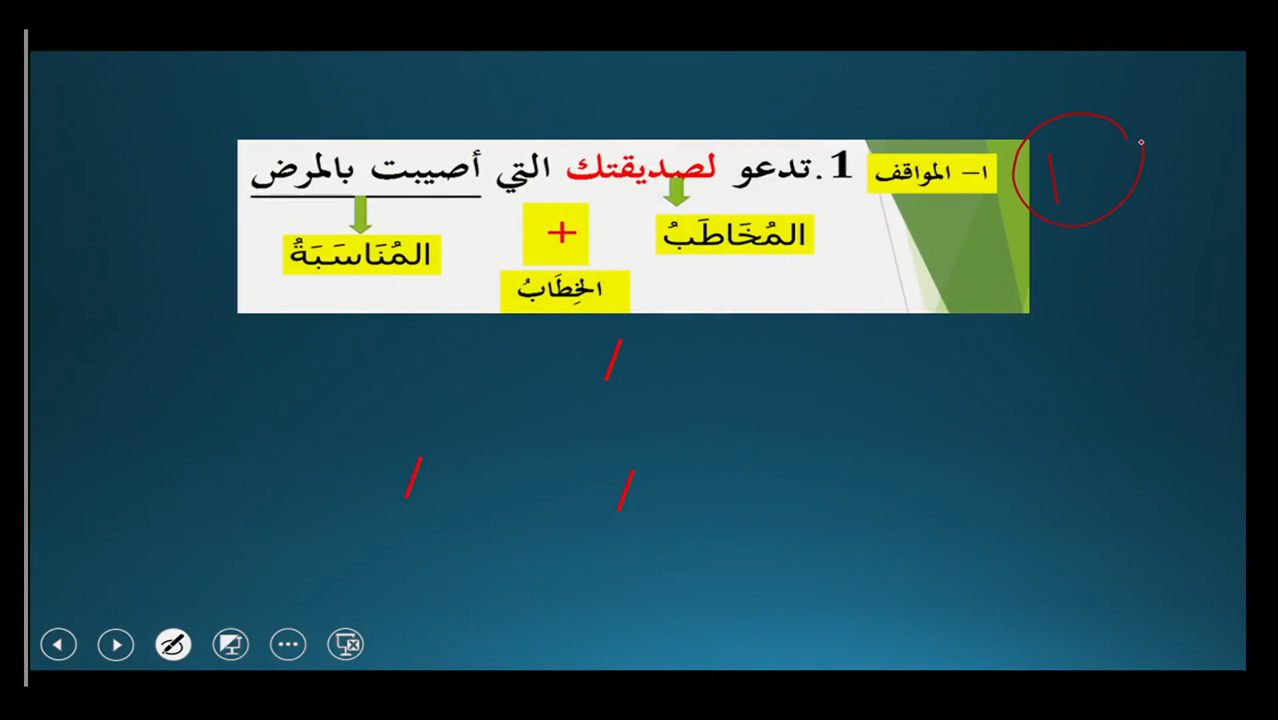 ا– المواقف
1.تدعو لصديقتك التي أصيبت بالمرض
المُخَاطَبُ
+
المُنَاسَبَةُ
الخِطَابُ
/
/
/